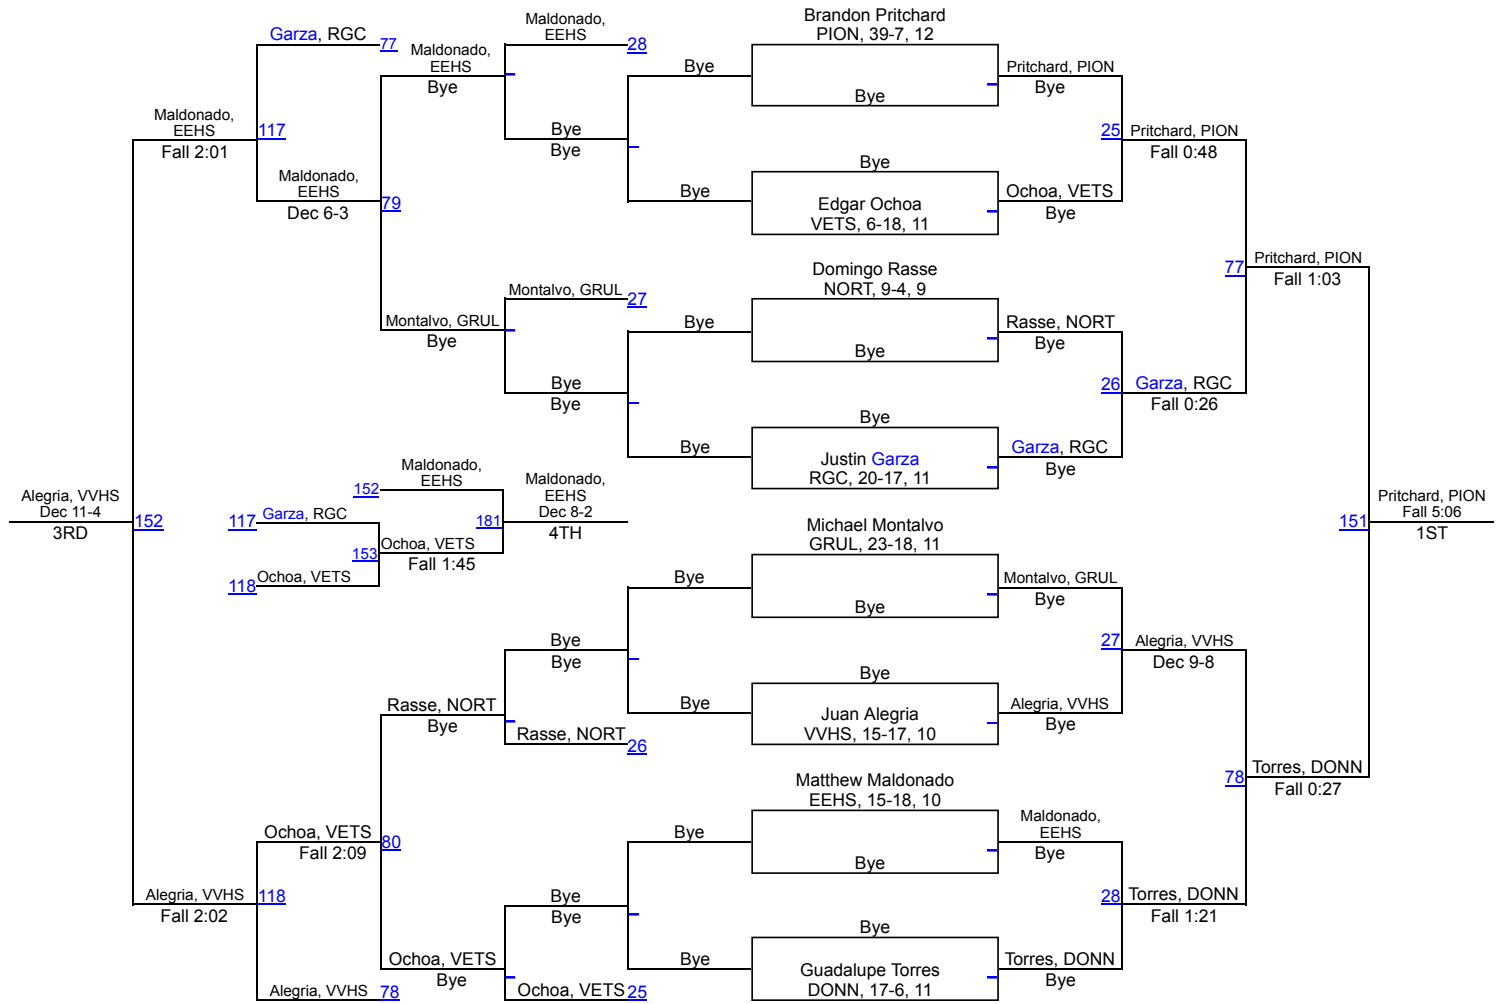 Brandon Pritchard
PION, 39-7, 12
Maldonado,
EEHS
28
Garza, RGC
77
Maldonado,
EEHS
Bye
Bye
Bye
Pritchard, PION
Bye
Maldonado,
EEHS
Fall 2:01
117
Bye
Bye
25
Pritchard, PION
Fall 0:48
Maldonado,
EEHS
Dec 6-3
79
Bye
Bye
Edgar Ochoa
VETS, 6-18, 11
Ochoa, VETS
Bye
Domingo Rasse
NORT, 9-4, 9
77
Pritchard, PION
Fall 1:03
Montalvo, GRUL
27
Montalvo, GRUL
Bye
Bye
Bye
Rasse, NORT
Bye
Bye
Bye
26
Garza, RGC
Fall 0:26
Bye
Bye
Justin Garza
RGC, 20-17, 11
Garza, RGC
Bye
Alegria, VVHS
Dec 11-4
3RD
152
152
Maldonado,
EEHS
117
Garza, RGC
153
118
Ochoa, VETS
Ochoa, VETS
Fall 1:45
181
Maldonado,
EEHS
Dec 8-2
4TH
Michael Montalvo
GRUL, 23-18, 11
151
Pritchard, PION
Fall 5:06
1ST
Bye
Bye
Montalvo, GRUL
Bye
Bye
Bye
27
Alegria, VVHS
Dec 9-8
Rasse, NORT
Bye
Rasse, NORT
26
Bye
Bye
Juan Alegria
VVHS, 15-17, 10
Alegria, VVHS
Bye
Matthew Maldonado
EEHS, 15-18, 10
78
Torres, DONN
Fall 0:27
Ochoa, VETS
Fall 2:09
80
Bye
Bye
Maldonado,
EEHS
Bye
Alegria, VVHS
Fall 2:02
118
Bye
Bye
28
Torres, DONN
Fall 1:21
Ochoa, VETS
Bye
Bye
Bye
Guadalupe Torres
DONN, 17-6, 11
Torres, DONN
Bye
Alegria, VVHS
78
Ochoa, VETS
25